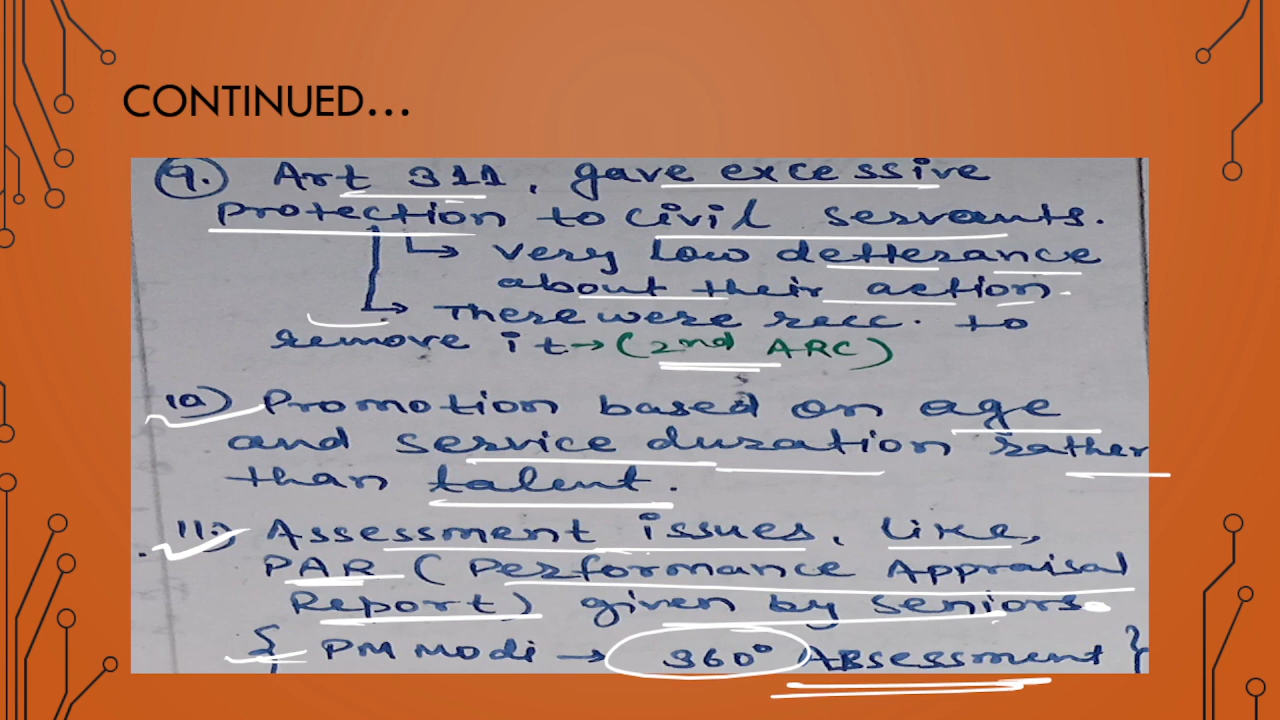 CONTINUED...
9. Art 311, gave excessive
protection to civil servants.
↳ very low detterance
about their action.
↳ There were recc. to
remove it → (2nd ARC)
10) Promotion based on age
and service duration rather
than talent.
11) Assessment issues, like,
PAR (Performance Appraisal
Report) given by seniors.
{ PM Modi → 360° Assessment }